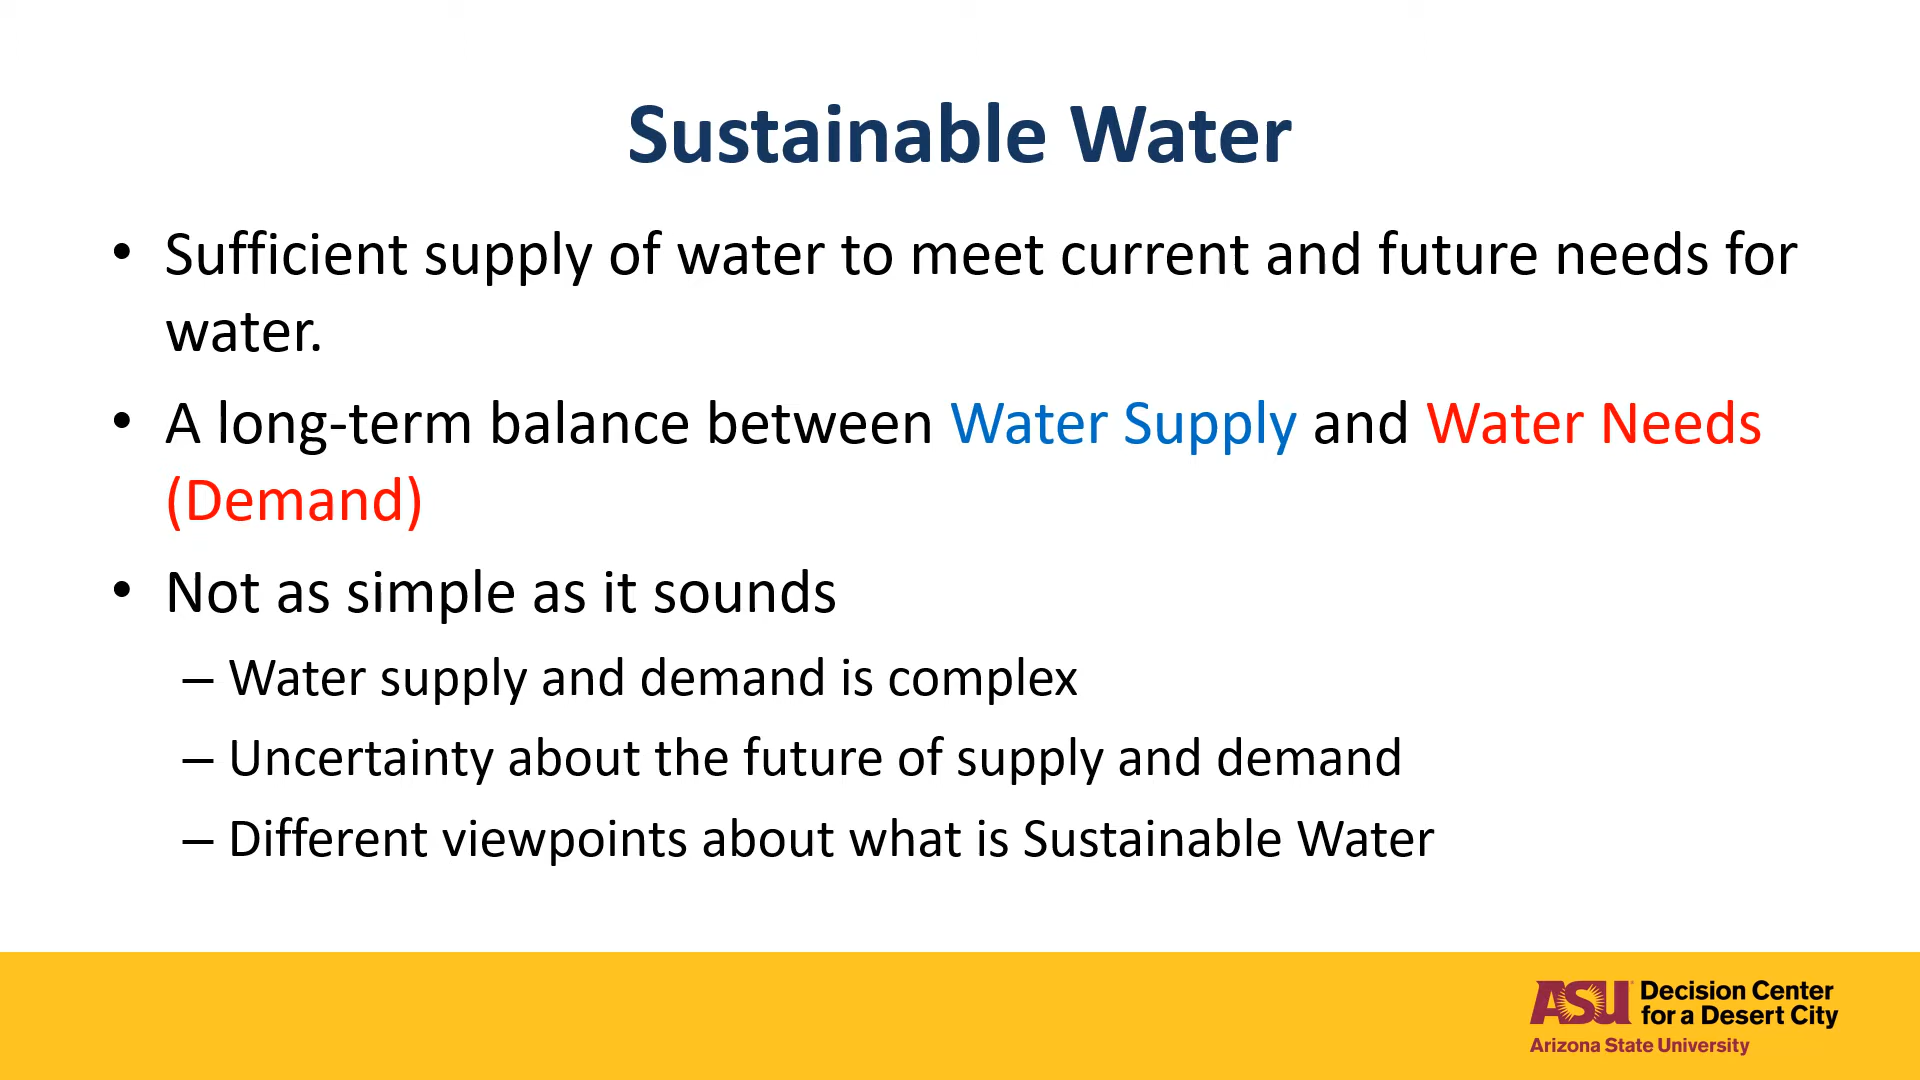 Sustainable Water
• Sufficient supply of water to meet current and future needs for
water.
• A long-term balance between Water Supply and Water Needs
(Demand)
• Not as simple as it sounds
– Water supply and demand is complex
– Uncertainty about the future of supply and demand
– Different viewpoints about what is Sustainable Water
ASU Decision Center
for a Desert City
Arizona State University